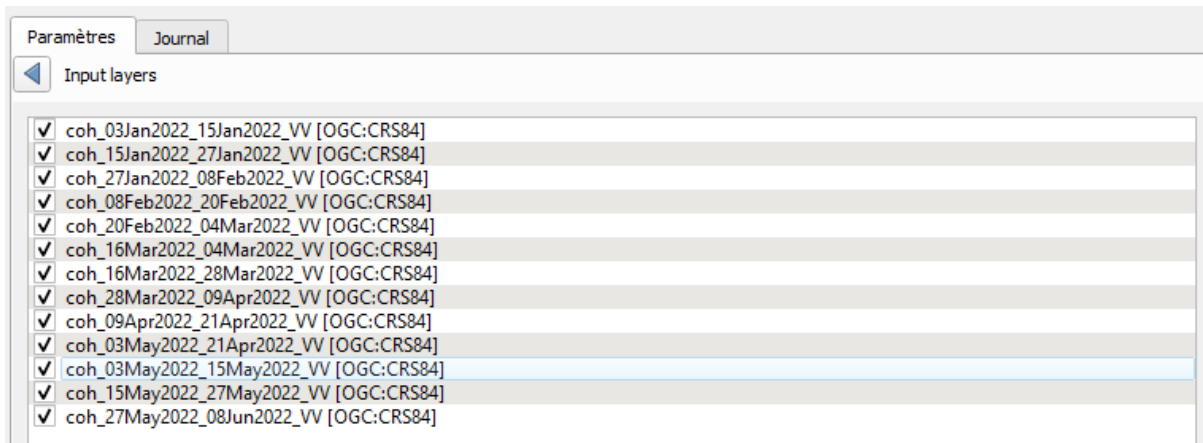 Paramètres Journal
Input layers
coh_03Jan2022_15Jan2022_VV [OGC:CRS84]
coh_15Jan2022_27Jan2022_VV [OGC:CRS84]
coh_27Jan2022_08Feb2022_VV [OGC:CRS84]
coh_08Feb2022_20Feb2022_VV [OGC:CRS84]
coh_20Feb2022_04Mar2022_VV [OGC:CRS84]
coh_16Mar2022_04Mar2022_VV [OGC:CRS84]
coh_16Mar2022_28Mar2022_VV [OGC:CRS84]
coh_28Mar2022_09Apr2022_VV [OGC:CRS84]
coh_09Apr2022_21Apr2022_VV [OGC:CRS84]
coh_03May2022_21Apr2022_VV [OGC:CRS84]
coh_03May2022_15May2022_VV [OGC:CRS84]
coh_15May2022_27May2022_VV [OGC:CRS84]
coh_27May2022_08Jun2022_VV [OGC:CRS84]